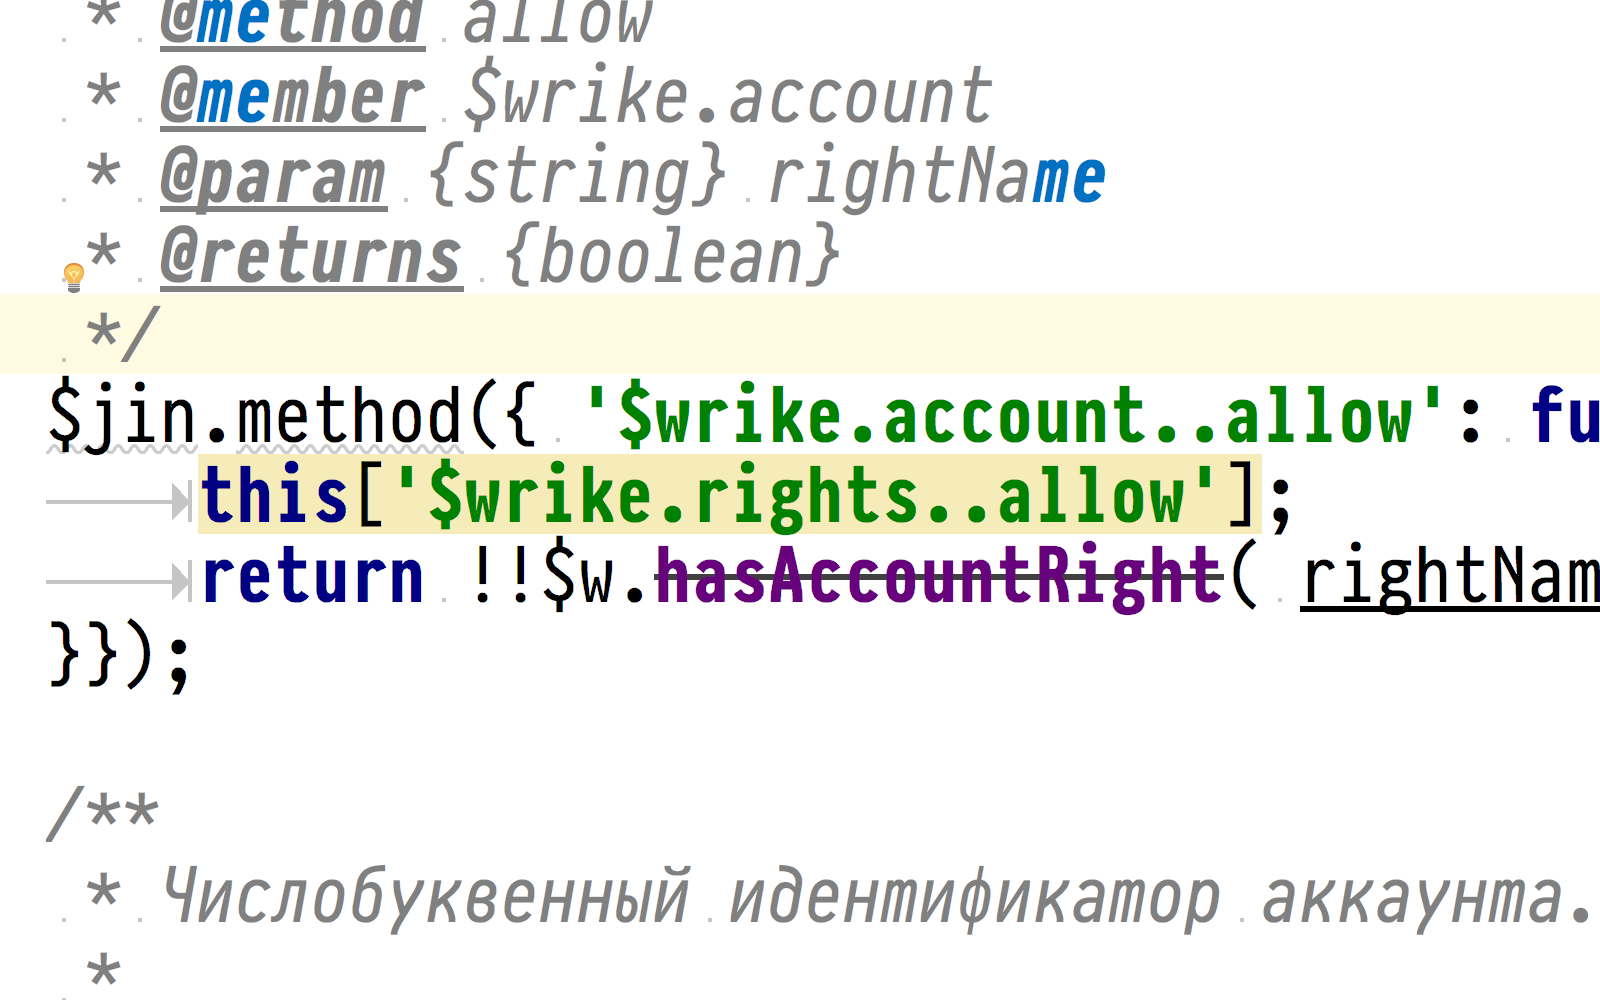 * @method allow
* @member $wrike.account
* @param {string} rightName
* @returns {boolean}
*/
$jin.method({ '$wrike.account..allow': fu
this['$wrike.rights..allow'];
return !!$w.hasAccountRight( rightNam
}});
/**
* Числобуквенный идентификатор аккаунта.
*